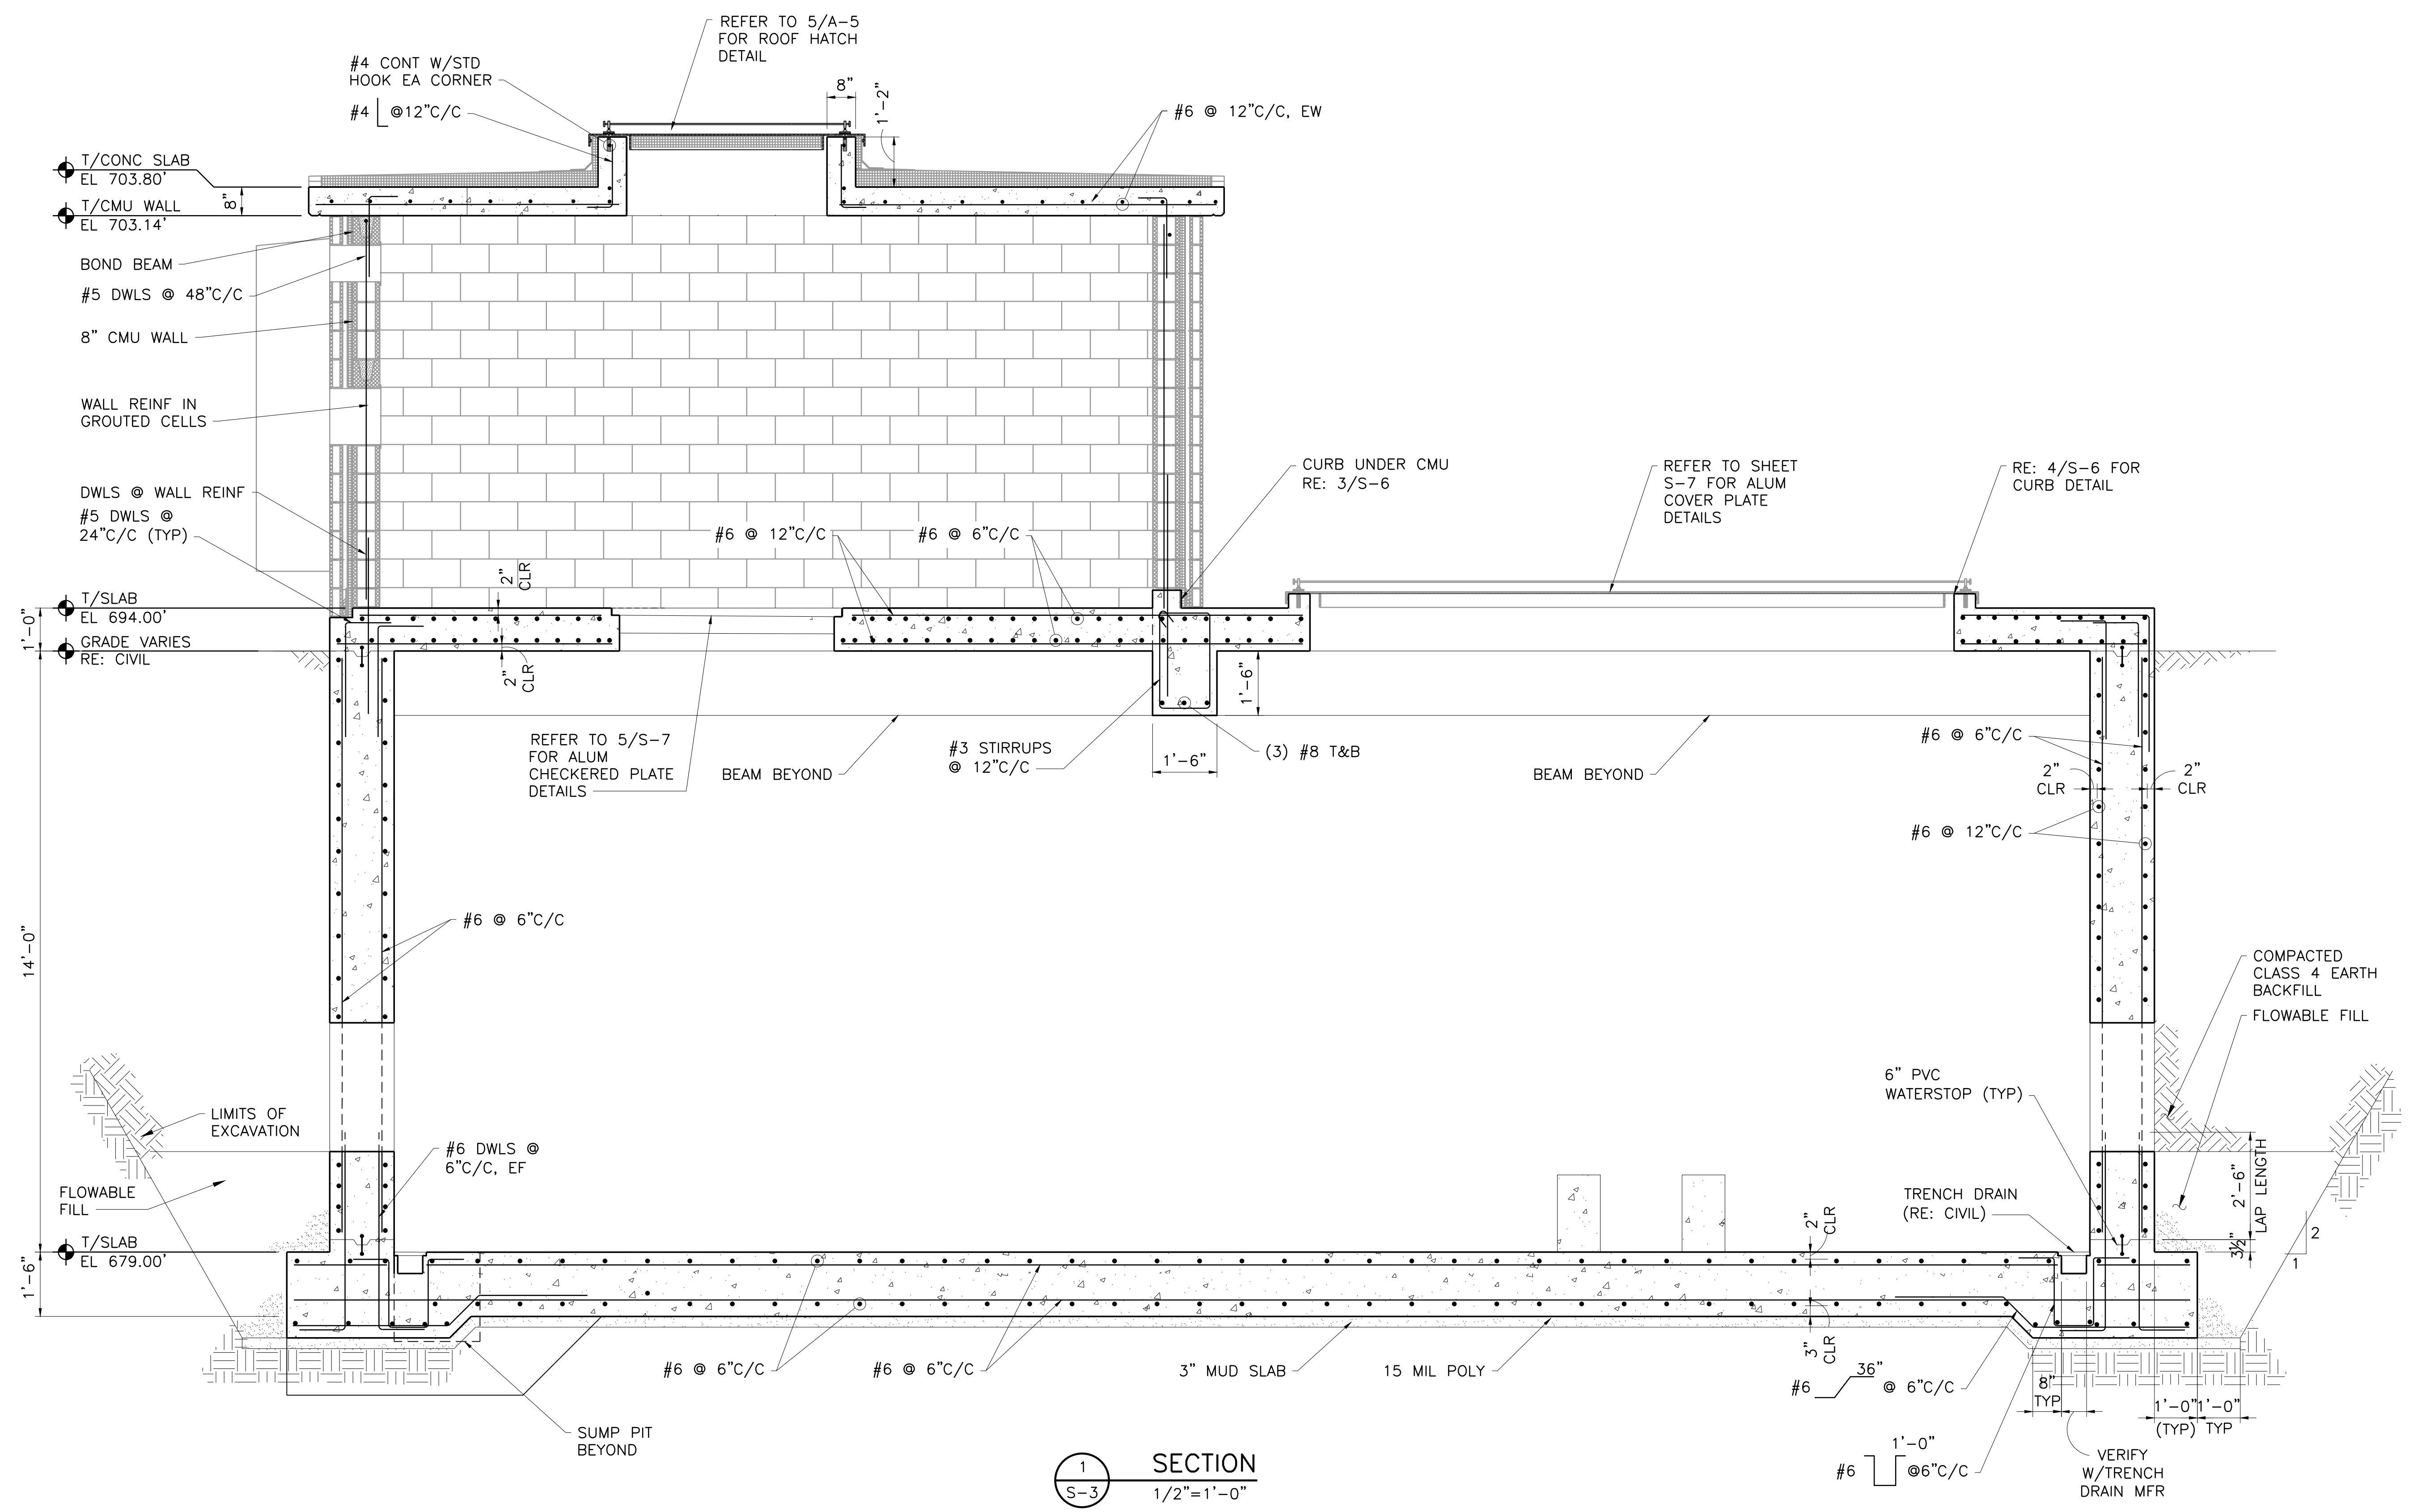 REFER TO 5/A-5
FOR ROOF HATCH
DETAIL
#4 CONT W/STD
HOOK EA CORNER
#4 @12"C/C
8"
1'-2"
#6 @ 12"C/C, EW
T/CONC SLAB
EL 703.80'
8"
T/CMU WALL
EL 703.14'
BOND BEAM
#5 DWLS @ 48"C/C
8" CMU WALL
WALL REINF IN
GROUTED CELLS
DWLS @ WALL REINF
#5 DWLS @
24"C/C (TYP)
#6 @ 12"C/C
#6 @ 6"C/C
CURB UNDER CMU
RE: 3/S-6
REFER TO SHEET
S-7 FOR ALUM
COVER PLATE
DETAILS
RE: 4/S-6 FOR
CURB DETAIL
2"
CLR
T/SLAB
EL 694.00'
1'-0"
GRADE VARIES
RE: CIVIL
2"
CLR
1'-6"
REFER TO 5/S-7
FOR ALUM
CHECKERED PLATE
DETAILS
BEAM BEYOND
#3 STIRRUPS
@ 12"C/C
1'-6"
(3) #8 T&B
BEAM BEYOND
#6 @ 6"C/C
2"
CLR
2"
CLR
#6 @ 12"C/C
#6 @ 6"C/C
14'-0"
COMPACTED
CLASS 4 EARTH
BACKFILL
FLOWABLE FILL
6" PVC
WATERSTOP (TYP)
LIMITS OF
EXCAVATION
#6 DWLS @
6"C/C, EF
FLOWABLE
FILL
TRENCH DRAIN
(RE: CIVIL)
2'-6"
LAP LENGTH
3½"
2
1
2"
CLR
T/SLAB
EL 679.00'
1'-6"
3"
CLR
#6 @ 6"C/C
#6 @ 6"C/C
3" MUD SLAB
15 MIL POLY
36"
#6 @ 6"C/C
8"
TYP
1'-0"
(TYP)
1'-0"
TYP
SUMP PIT
BEYOND
1'-0"
#6 @6"C/C
VERIFY
W/TRENCH
DRAIN MFR
1
S-3
SECTION
1/2"=1'-0"